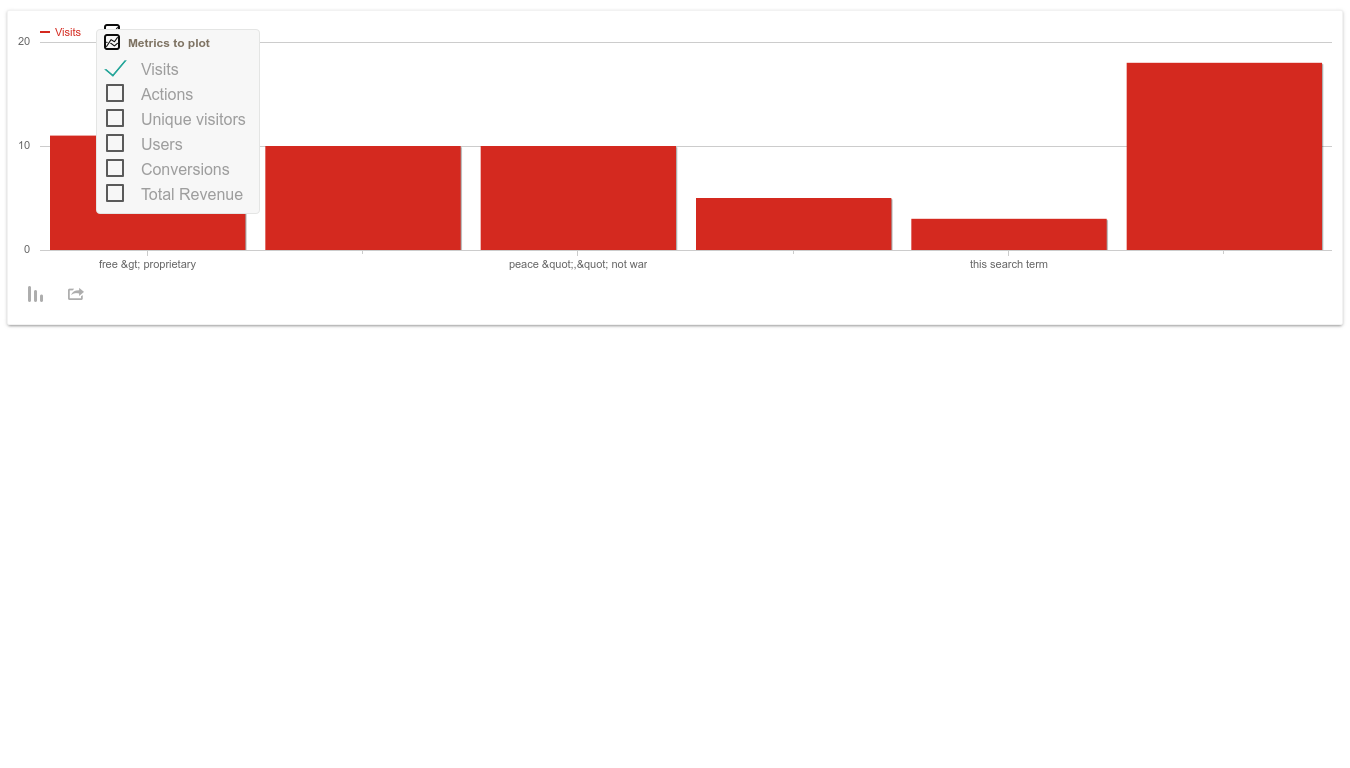 Visits
20
Metrics to plot
Visits
Actions
Unique visitors
Users
Conversions
Total Revenue
10
0
free &gt; proprietary
peace &quot;,&quot; not war
this search term